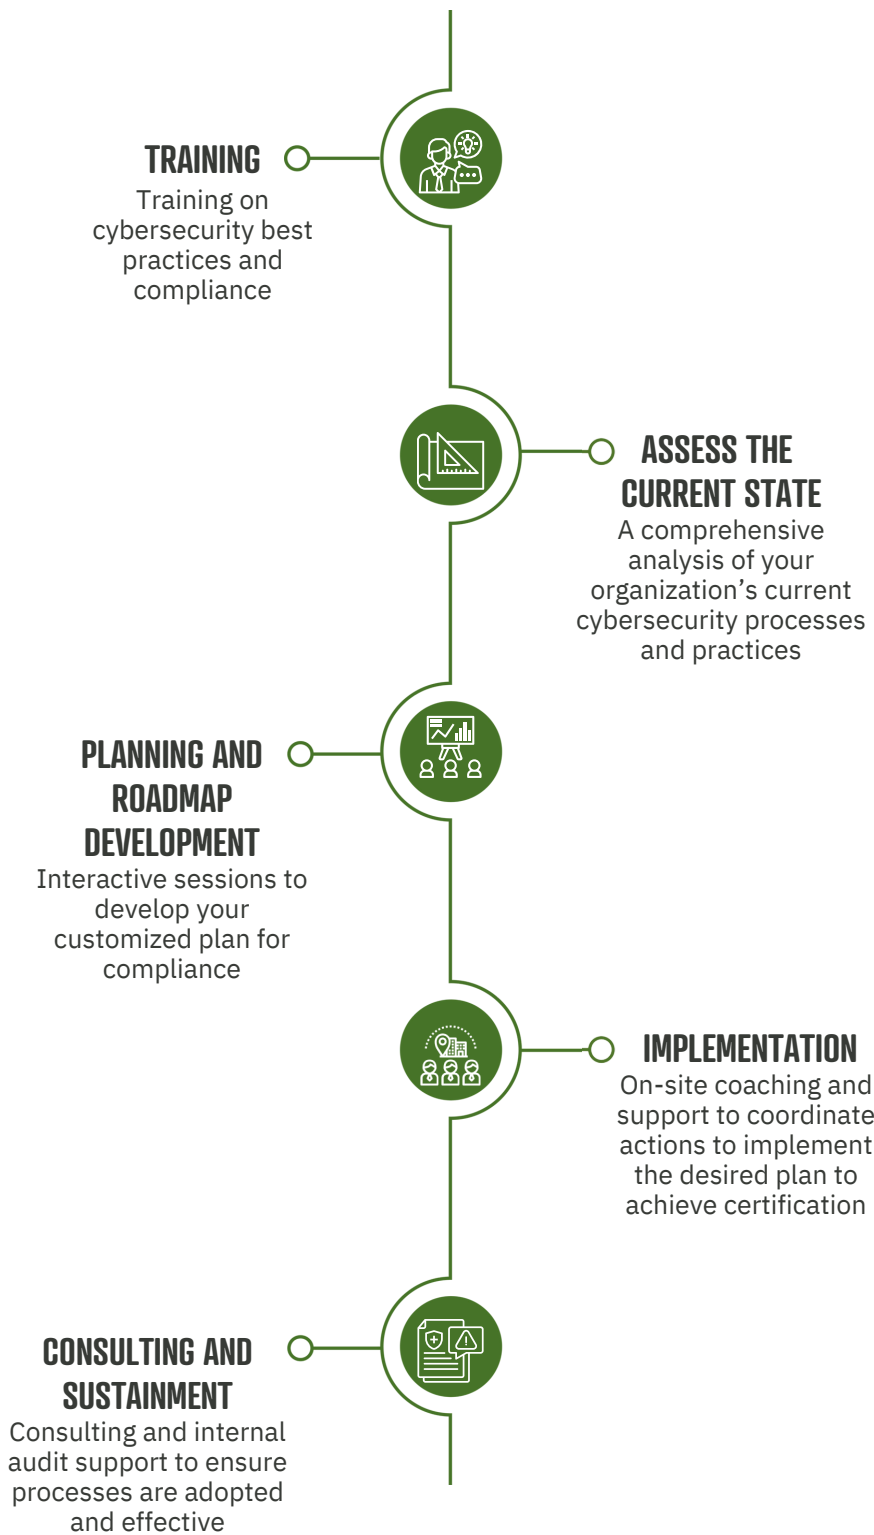 TRAINING
Training on
cybersecurity best
practices and
compliance
ASSESS THE
CURRENT STATE
A comprehensive
analysis of your
organization’s current
cybersecurity processes
and practices
PLANNING AND
ROADMAP
DEVELOPMENT
Interactive sessions to
develop your
customized plan for
compliance
IMPLEMENTATION
On-site coaching and
support to coordinate
actions to implement
the desired plan to
achieve certification
CONSULTING AND
SUSTAINMENT
Consulting and internal
audit support to ensure
processes are adopted
and effective